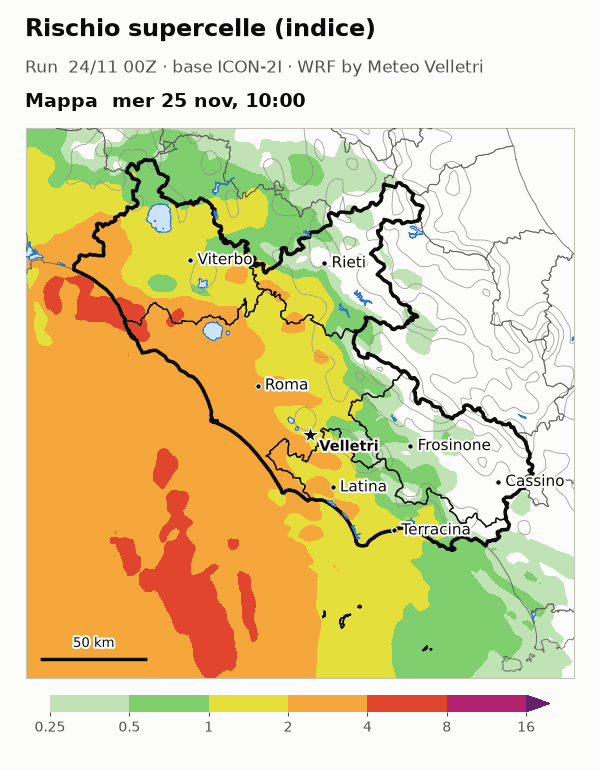 Rischio supercelle (indice)
Run 24/11 00Z · base ICON-2I · WRF by Meteo Velletri
Mappa mer 25 nov, 10:00
Viterbo
Rieti
Roma
Velletri
Frosinone
Cassino
Latina
Terracina
50 km
0.25 0.5 1 2 4 8 16